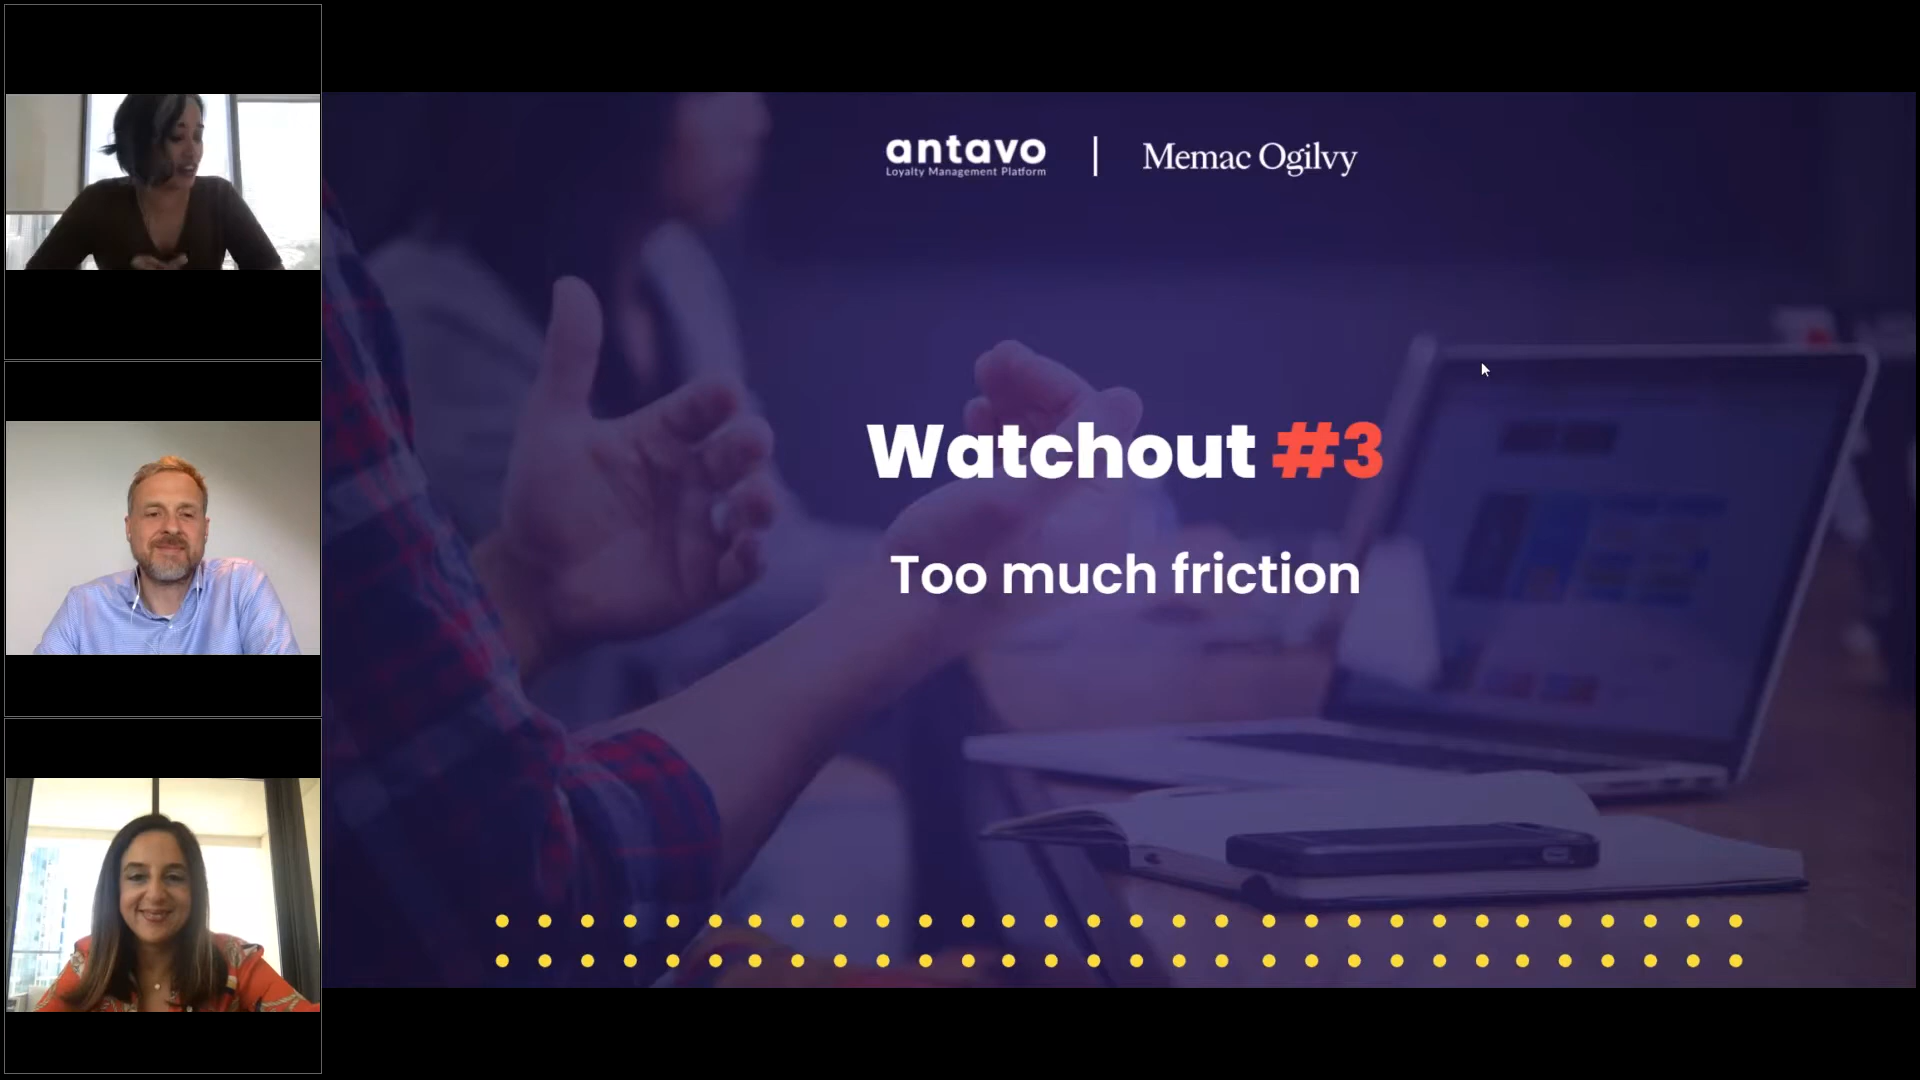 antavo
Loyalty Management Platform
Memac Ogilvy
Watchout #3
Too much friction